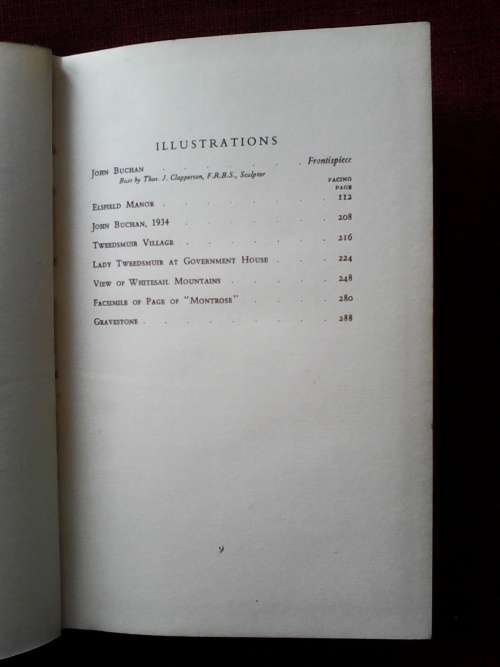 ILLUSTRATIONS
JOHN BUCHAN . . . . . . . Frontispiece
Bust by Thos. J. Clapperton, F.R.B.S., Sculptor
FACING
PAGE
ELSFIELD MANOR . . . . . . . 112
JOHN BUCHAN, 1934 . . . . . . 208
TWEEDSMUIR VILLAGE . . . . . . 216
LADY TWEEDSMUIR AT GOVERNMENT HOUSE . . . 224
VIEW OF WHITESAIL MOUNTAINS . . . . . 248
FACSIMILE OF PAGE OF "MONTROSE" . . . . 280
GRAVESTONE . . . . . . . . 288
9